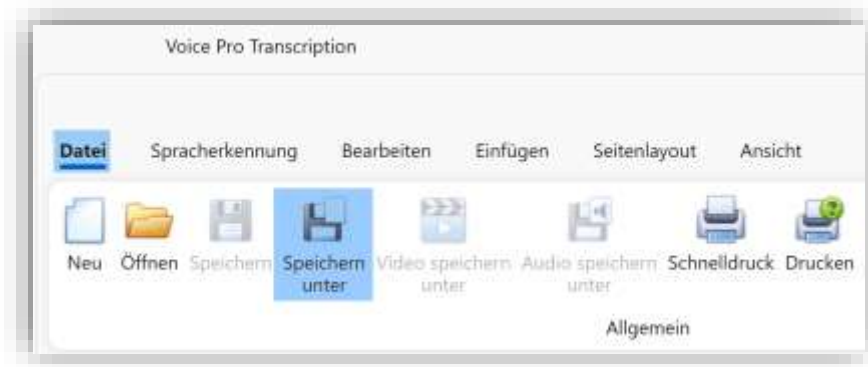 Voice Pro Transcription
Datei Spracherkennung Bearbeiten Einfügen Seitenlayout Ansicht
Neu Öffnen Speichern Speichern unter Video speichern unter Audio speichern unter Schnelldruck Drucken
Allgemein